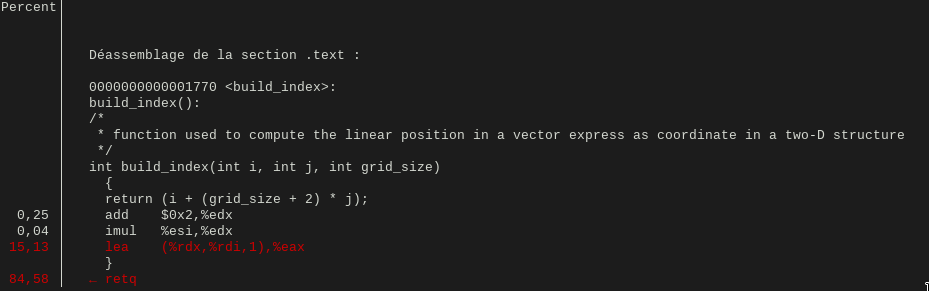 Percent
Déassemblage de la section .text :
0000000000001770 <build_index>:
build_index():
/*
* function used to compute the linear position in a vector express as coordinate in a two-D structure
*/
int build_index(int i, int j, int grid_size)
{
return (i + (grid_size + 2) * j);
0,25 add $0x2,%edx
0,04 imul %esi,%edx
15,13 lea (%rdx,%rdi,1),%eax
}
84,58 ← retq